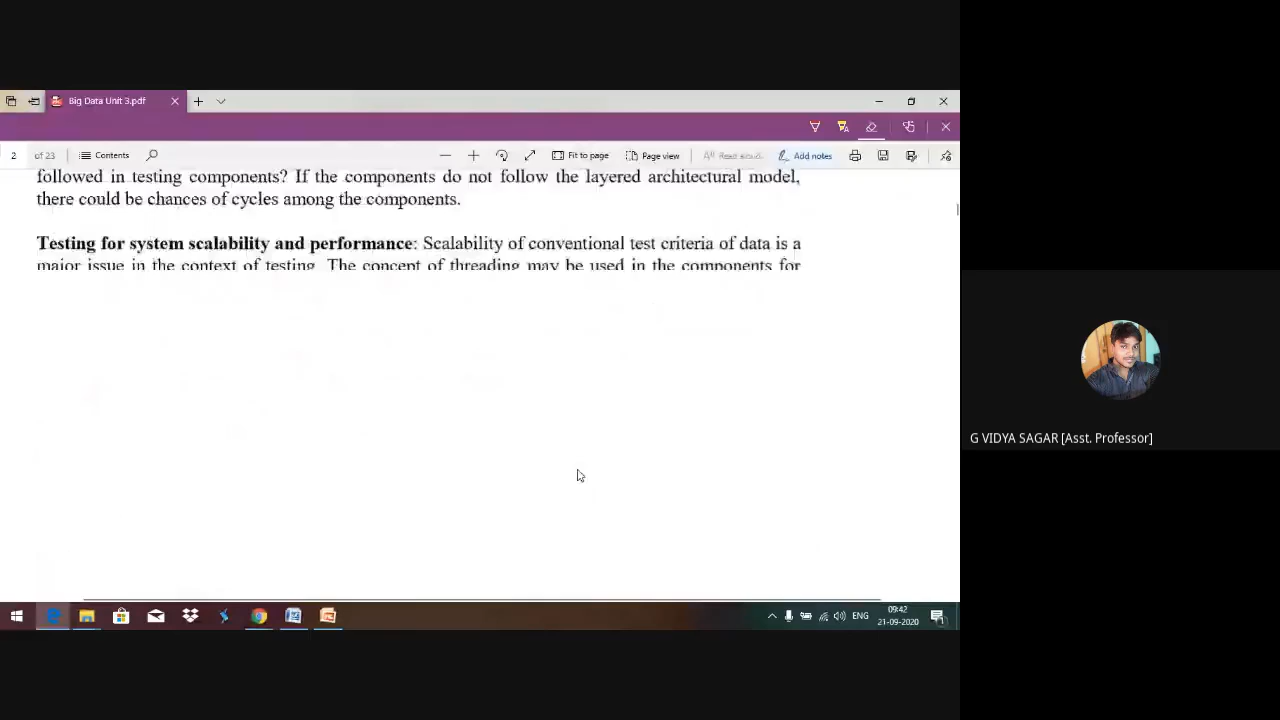 Big Data Unit 3.pdf
2 of 23 Contents Fit to page Page view Read aloud Add notes
followed in testing components? If the components do not follow the layered architectural model,
there could be chances of cycles among the components.
Testing for system scalability and performance: Scalability of conventional test criteria of data is a
major issue in the context of testing. The concept of threading may be used in the components for
G VIDYA SAGAR [Asst. Professor]
ENG
09:42
21-09-2020